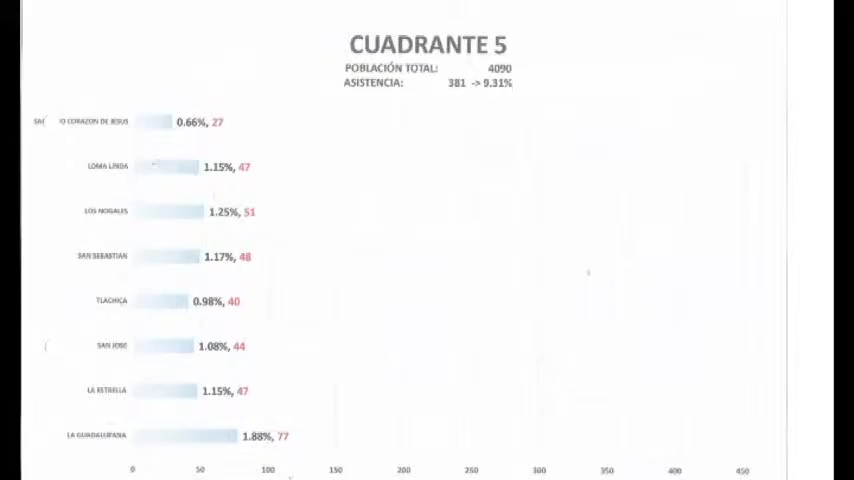 CUADRANTE 5
POBLACIÓN TOTAL: 4090
ASISTENCIA: 381 -> 9.31%
CORAZON DE JESUS 0.66%, 27
LOMA LINDA 1.15%, 47
LOS NOGALES 1.25%, 51
SAN SEBASTIAN 1.17%, 48
TLACHICA 0.98%, 40
SAN JOSE 1.08%, 44
LA ESTRELLA 1.15%, 47
LA GUADALUPANA 1.88%, 77
0 50 100 150 200 250 300 350 400 450